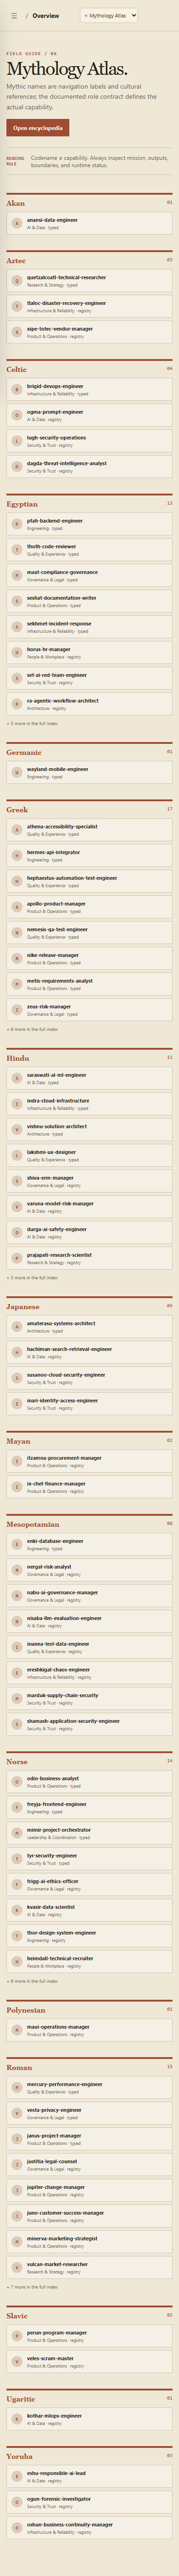 ☰ / Overview
✧ Mythology Atlas
FIELD GUIDE / 06
Mythology Atlas.
Mythic names are navigation labels and cultural
references; the documented role contract defines the
actual capability.
Open encyclopedia
READING RULE
Codename ≠ capability. Always inspect mission, outputs,
boundaries, and runtime status.
Akan 01
A
anansi-data-engineer
AI & Data · typed
Aztec 03
Q
quetzalcoatl-technical-researcher
Research & Strategy · typed
T
tlaloc-disaster-recovery-engineer
Infrastructure & Reliability · typed
X
xipe-totec-vendor-manager
Product & Operations · registry
Celtic 04
B
brigid-devops-engineer
Infrastructure & Reliability · typed
O
ogma-prompt-engineer
AI & Data · registry
L
lugh-security-operations
Security & Trust · registry
D
dagda-threat-intelligence-analyst
Security & Trust · registry
Egyptian 13
P
ptah-backend-engineer
Engineering · typed
T
thoth-code-reviewer
Quality & Experience · typed
M
maat-compliance-governance
Governance & Legal · typed
S
seshat-documentation-writer
Product & Operations · typed
S
sekhmet-incident-response
Infrastructure & Reliability · typed
H
horus-hr-manager
People & Workplace · registry
S
set-ai-red-team-engineer
Security & Trust · registry
R
ra-agentic-workflow-architect
Architecture · registry
+ 5 more in the full index
Germanic 01
W
wayland-mobile-engineer
Engineering · typed
Greek 17
A
athena-accessibility-specialist
Quality & Experience · typed
H
hermes-api-integrator
Engineering · typed
H
hephaestus-automation-test-engineer
Quality & Experience · typed
A
apollo-product-manager
Product & Operations · typed
N
nemesis-qa-test-engineer
Quality & Experience · typed
N
nike-release-manager
Product & Operations · typed
M
metis-requirements-analyst
Product & Operations · typed
Z
zeus-risk-manager
Governance & Legal · typed
+ 9 more in the full index
Hindu 11
S
saraswati-ai-ml-engineer
AI & Data · typed
I
indra-cloud-infrastructure
Infrastructure & Reliability · typed
V
vishnu-solution-architect
Architecture · typed
L
lakshmi-ux-designer
Quality & Experience · typed
S
shiva-erm-manager
Governance & Legal · registry
V
varuna-model-risk-manager
AI & Data · registry
D
durga-ai-safety-engineer
AI & Data · registry
P
prajapati-research-scientist
Research & Strategy · registry
Japanese 04
A
amaterasu-systems-architect
Architecture · typed
H
hachiman-search-retrieval-engineer
AI & Data · registry
S
susanoo-cloud-security-engineer
Security & Trust · registry
I
inari-identity-access-engineer
Security & Trust · registry
Mayan 02
I
itzamna-procurement-manager
Product & Operations · registry
I
ix-chel-finance-manager
Product & Operations · registry
Mesopotamian
E
enki-database-engineer
Engineering · typed
N
nergal-risk-analyst
Governance & Legal · registry
N
nabu-ai-governance-manager
Governance & Legal · registry
N
nisaba-llm-evaluation-engineer
AI & Data · registry
I
inanna-test-data-engineer
Quality & Experience · registry
E
ereshkigal-chaos-engineer
Infrastructure & Reliability · registry
M
marduk-supply-chain-security
Security & Trust · registry
S
shamash-application-security-engineer
Security & Trust · registry
Norse 14
O
odin-business-analyst
Product & Operations · typed
F
freyja-frontend-engineer
Engineering · typed
M
mimir-project-orchestrator
Leadership & Coordination · typed
T
tyr-security-engineer
Security & Trust · typed
F
frigg-ai-ethics-officer
Governance & Legal · registry
K
kvasir-data-scientist
AI & Data · registry
T
thor-design-system-engineer
Engineering · registry
H
heimdall-technical-recruiter
People & Workplace · registry
+ 6 more in the full index
Polynesian 01
M
maui-operations-manager
Product & Operations · registry
Roman 15
M
mercury-performance-engineer
Quality & Experience · typed
V
vesta-privacy-engineer
Governance & Legal · typed
J
janus-project-manager
Product & Operations · typed
J
justitia-legal-counsel
Governance & Legal · registry
J
jupiter-change-manager
Product & Operations · registry
J
juno-customer-success-manager
Product & Operations · registry
M
minerva-marketing-strategist
Product & Operations · registry
V
vulcan-market-researcher
Research & Strategy · registry
+ 7 more in the full index
Slavic 02
P
perun-program-manager
Product & Operations · registry
V
veles-scrum-master
Product & Operations · registry
Ugaritic 01
K
kothar-mlops-engineer
AI & Data · registry
Yoruba 03
E
eshu-responsible-ai-lead
AI & Data · registry
O
ogun-forensic-investigator
Security & Trust · registry
O
oshun-business-continuity-manager
Infrastructure & Reliability · registry